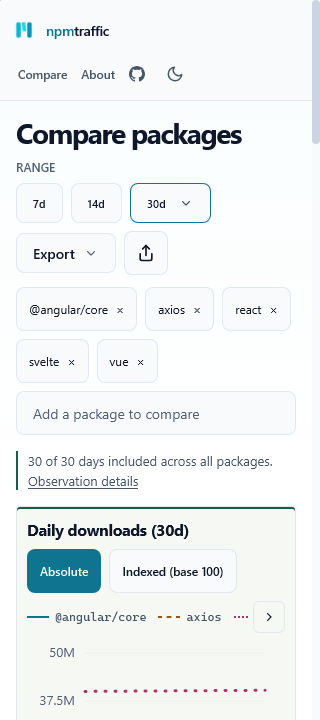 npmtraffic
Compare About
Compare packages
RANGE
7d 14d 30d
Export
@angular/core × axios × react ×
svelte × vue ×
Add a package to compare
30 of 30 days included across all packages.
Observation details
Daily downloads (30d)
Absolute Indexed (base 100)
@angular/core axios
50M
37.5M